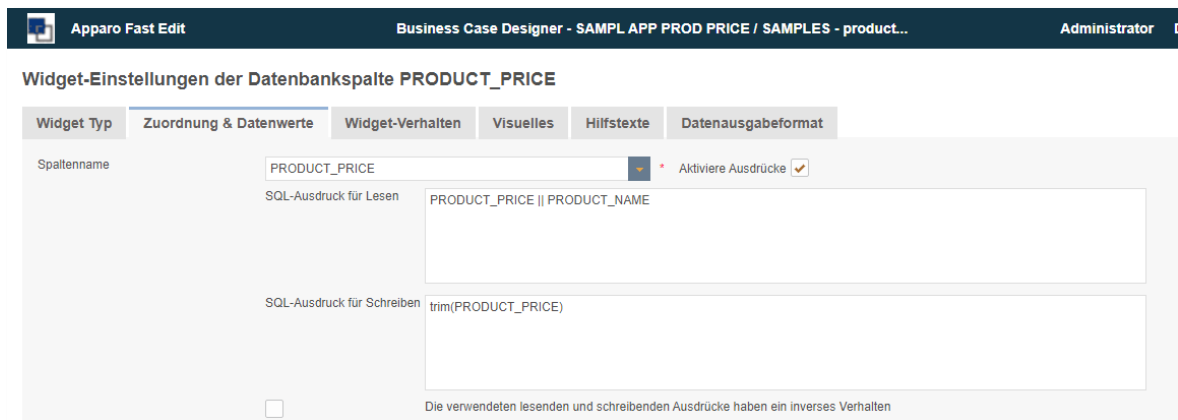 Apparo Fast Edit Business Case Designer - SAMPL APP PROD PRICE / SAMPLES - product... Administrator
Widget-Einstellungen der Datenbankspalte PRODUCT_PRICE
Widget Typ Zuordnung & Datenwerte Widget-Verhalten Visuelles Hilfstexte Datenausgabeformat
Spaltenname PRODUCT_PRICE * Aktiviere Ausdrücke
SQL-Ausdruck für Lesen PRODUCT_PRICE || PRODUCT_NAME
SQL-Ausdruck für Schreiben trim(PRODUCT_PRICE)
Die verwendeten lesenden und schreibenden Ausdrücke haben ein inverses Verhalten